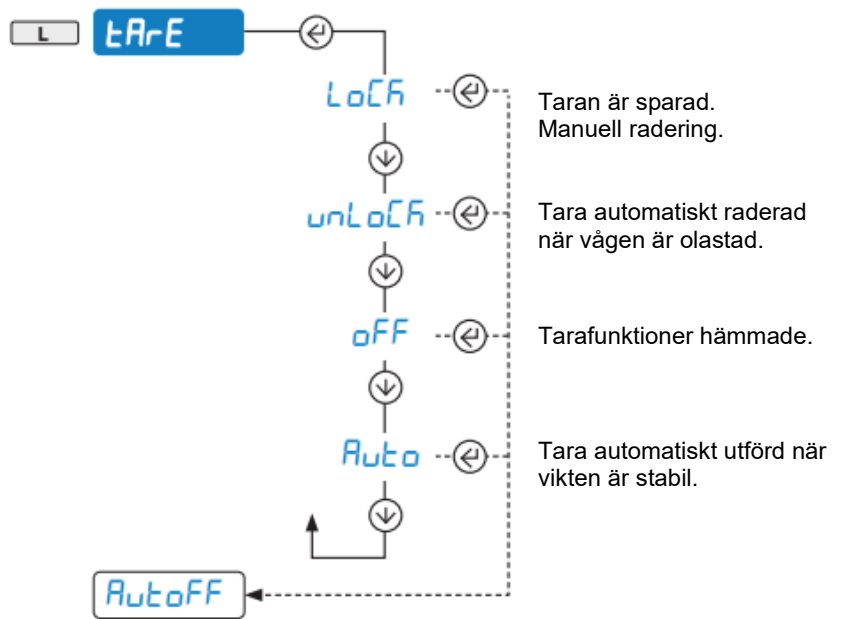 L
tArE
LoCk
Taran är sparad.
Manuell radering.
unLoCk
Tara automatiskt raderad
när vågen är olastad.
oFF
Tarafunktioner hämmade.
Auto
Tara automatiskt utförd när
vikten är stabil.
AutoFF